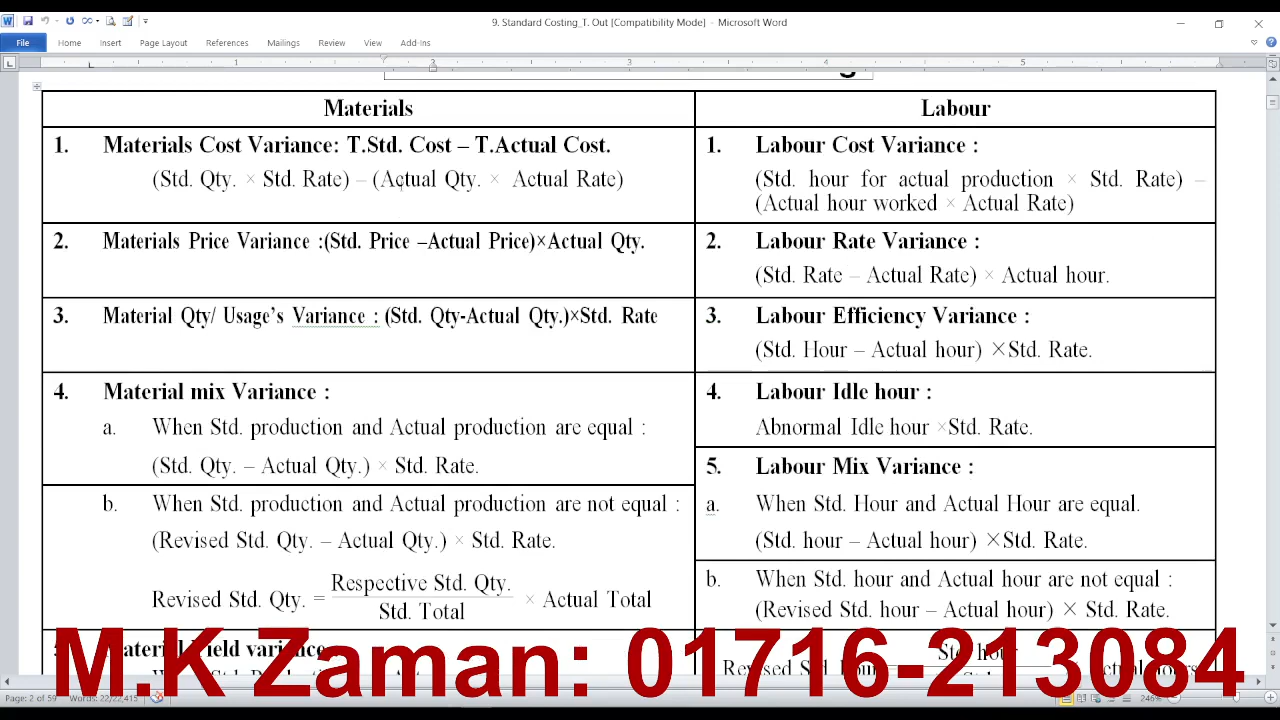 9. Standard Costing_T. Out [Compatibility Mode] - Microsoft Word
File Home Insert Page Layout References Mailings Review View Add-Ins
Materials
1. Materials Cost Variance: T.Std. Cost – T.Actual Cost.
(Std. Qty. × Std. Rate) – (Actual Qty. × Actual Rate)
2. Materials Price Variance :(Std. Price –Actual Price)×Actual Qty.
3. Material Qty/ Usage's Variance : (Std. Qty-Actual Qty.)×Std. Rate
4. Material mix Variance :
a. When Std. production and Actual production are equal :
(Std. Qty. – Actual Qty.) × Std. Rate.
b. When Std. production and Actual production are not equal :
(Revised Std. Qty. – Actual Qty.) × Std. Rate.
Respective Std. Qty.
Revised Std. Qty. = × Actual Total
Std. Total
Labour
1. Labour Cost Variance :
(Std. hour for actual production × Std. Rate) –
(Actual hour worked × Actual Rate)
2. Labour Rate Variance :
(Std. Rate – Actual Rate) × Actual hour.
3. Labour Efficiency Variance :
(Std. Hour – Actual hour) ×Std. Rate.
4. Labour Idle hour :
Abnormal Idle hour ×Std. Rate.
5. Labour Mix Variance :
a. When Std. Hour and Actual Hour are equal.
(Std. hour – Actual hour) ×Std. Rate.
b. When Std. hour and Actual hour are not equal :
(Revised Std. hour – Actual hour) × Std. Rate.
M.K Zaman: 01716-213084
Page: 2 of 59 Words: 22/22,415 246%